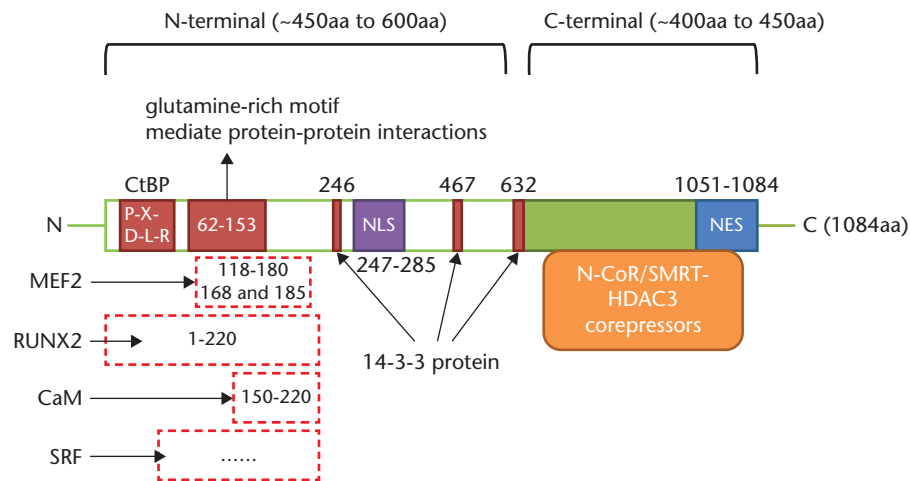 N-terminal (~450aa to 600aa)
C-terminal (~400aa to 450aa)
glutamine-rich motif
mediate protein-protein interactions
CtBP
246
467
632
1051-1084
N
P-X-
D-L-R
62-153
NLS
NES
C (1084aa)
247-285
MEF2
118-180
168 and 185
N-CoR/SMRT-
HDAC3
corepressors
RUNX2
1-220
14-3-3 protein
CaM
150-220
SRF
......